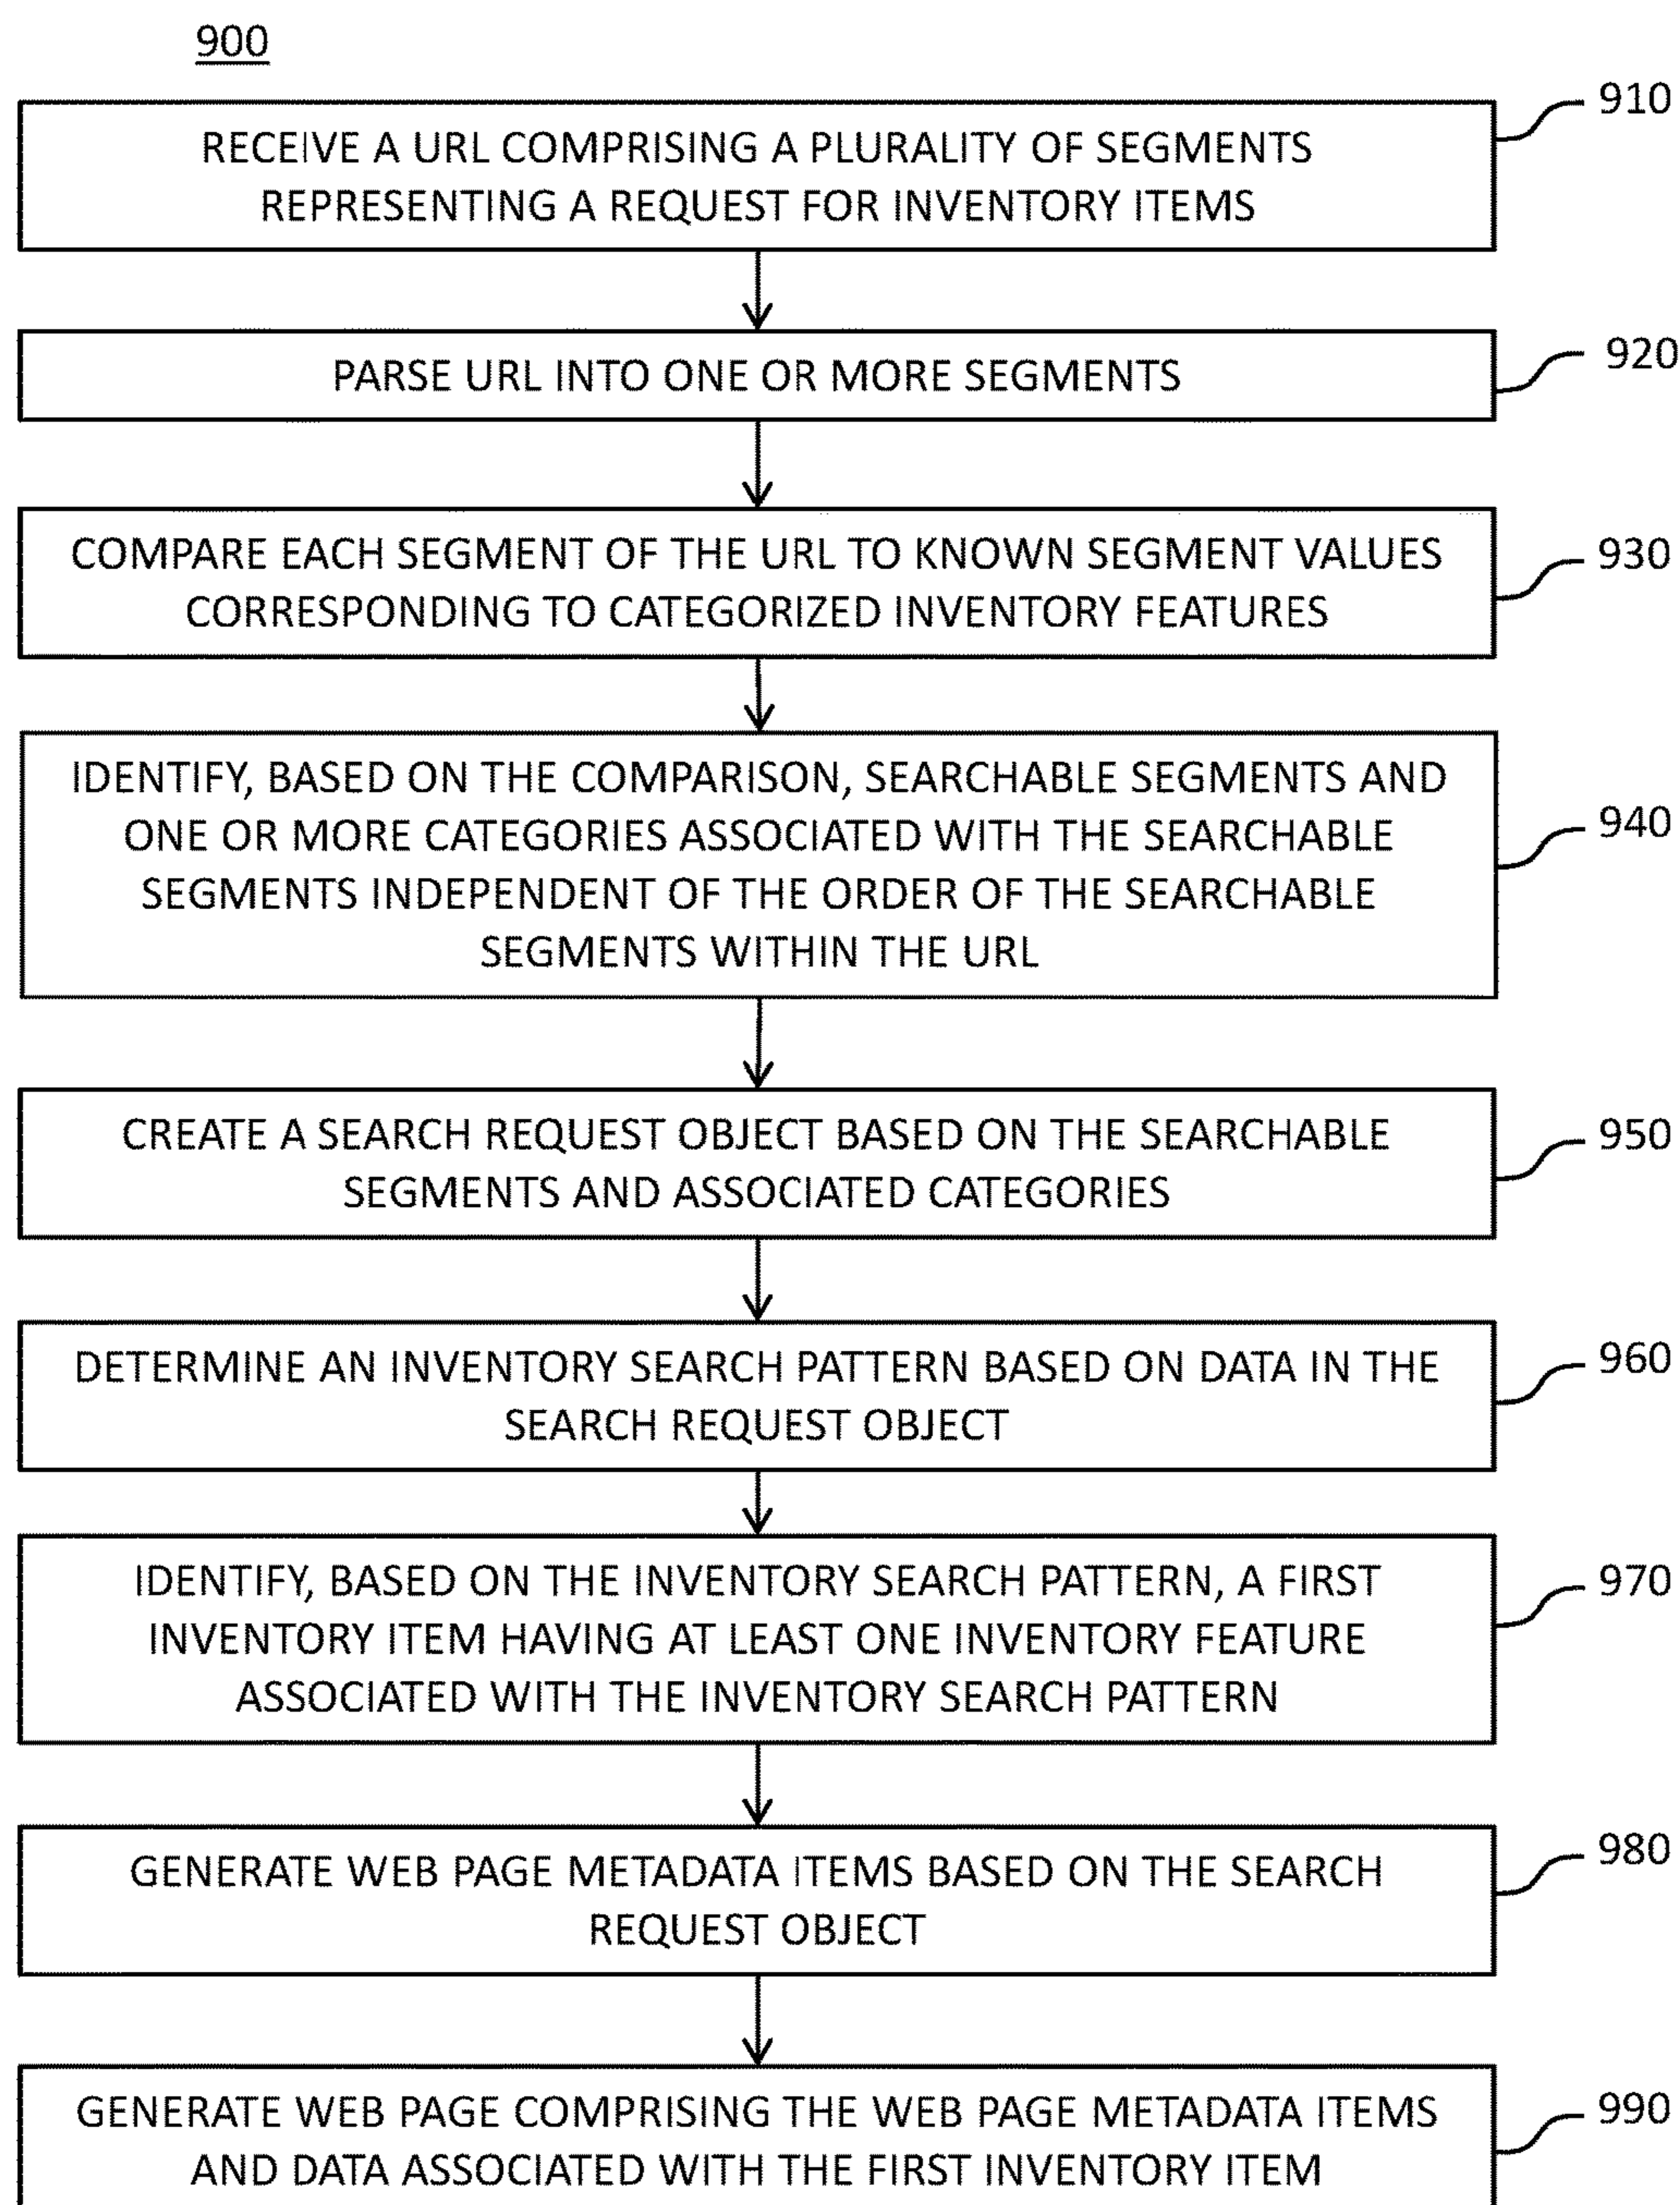 900
910
RECEIVE A URL COMPRISING A PLURALITY OF SEGMENTS
REPRESENTING A REQUEST FOR INVENTORY ITEMS
920
PARSE URL INTO ONE OR MORE SEGMENTS
930
COMPARE EACH SEGMENT OF THE URL TO KNOWN SEGMENT VALUES
CORRESPONDING TO CATEGORIZED INVENTORY FEATURES
IDENTIFY, BASED ON THE COMPARISON, SEARCHABLE SEGMENTS AND
940
ONE OR MORE CATEGORIES ASSOCIATED WITH THE SEARCHABLE
SEGMENTS INDEPENDENT OF THE ORDER OF THE SEARCHABLE
SEGMENTS WITHIN THE URL
950
CREATE A SEARCH REQUEST OBJECT BASED ON THE SEARCHABLE
SEGMENTS AND ASSOCIATED CATEGORIES
960
DETERMINE AN INVENTORY SEARCH PATTERN BASED ON DATA IN THE
SEARCH REQUEST OBJECT
970
IDENTIFY, BASED ON THE INVENTORY SEARCH PATTERN, A FIRST
INVENTORY ITEM HAVING AT LEAST ONE INVENTORY FEATURE
ASSOCIATED WITH THE INVENTORY SEARCH PATTERN
980
GENERATE WEB PAGE METADATA ITEMS BASED ON THE SEARCH
REQUEST OBJECT
990
GENERATE WEB PAGE COMPRISING THE WEB PAGE METADATA ITEMS
AND DATA ASSOCIATED WITH THE FIRST INVENTORY ITEM